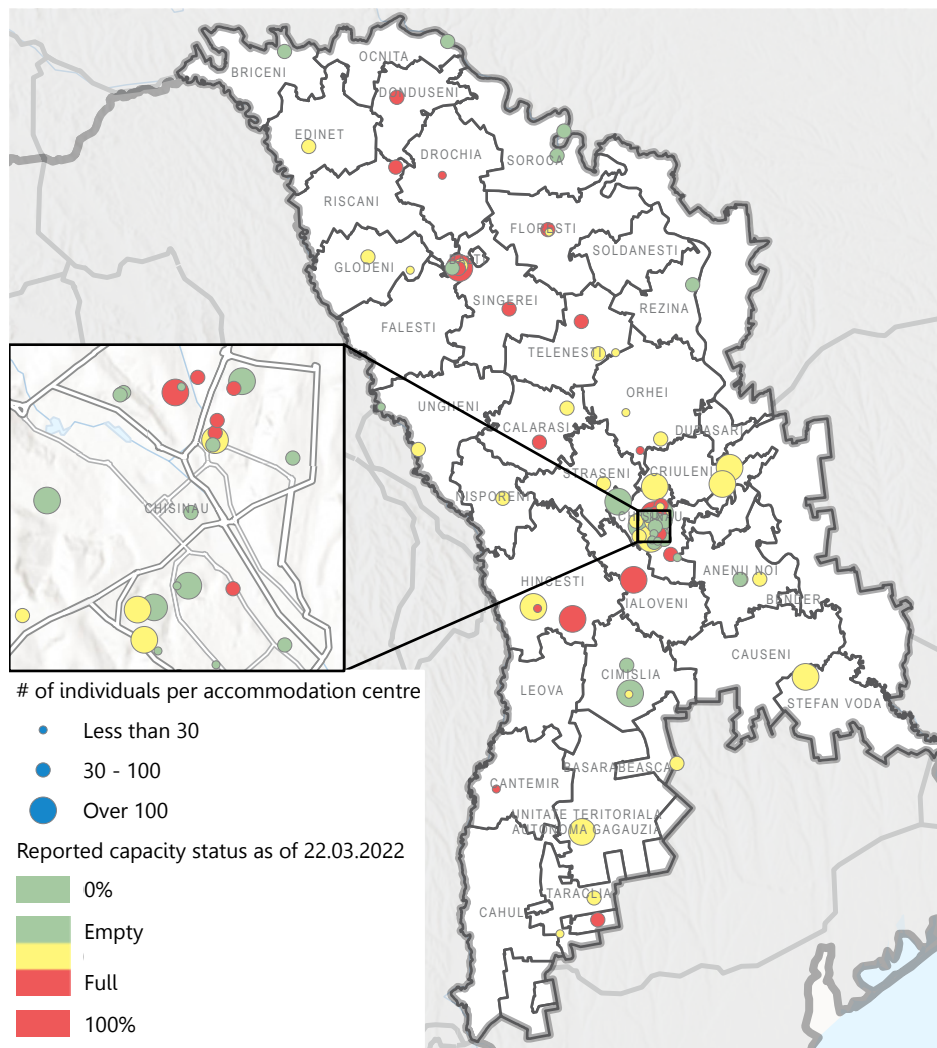 OCNITA
BRICENI
DONDUSENI
EDINET
DROCHIA
SOROCA
RISCANI
FLORESTI
SOLDANESTI
GLODENI
SINGEREI
REZINA
FALESTI
TELENESTI
ORHEI
UNGHENI
CALARASI
DUBASARI
STRASENI
CRIULENI
NISPORENI
CHISINAU
CHISINAU
ANENII NOI
HINCESTI
IALOVENI
BENDER
CAUSENI
CIMISLIA
LEOVA
STEFAN VODA
BASARABEASCA
CANTEMIR
UNITATE TERITORIALA
AUTONOMA GAGAUZIA
TARACLIA
CAHUL
# of individuals per accommodation centre
Less than 30
30 - 100
Over 100
Reported capacity status as of 22.03.2022
0%
Empty
Full
100%